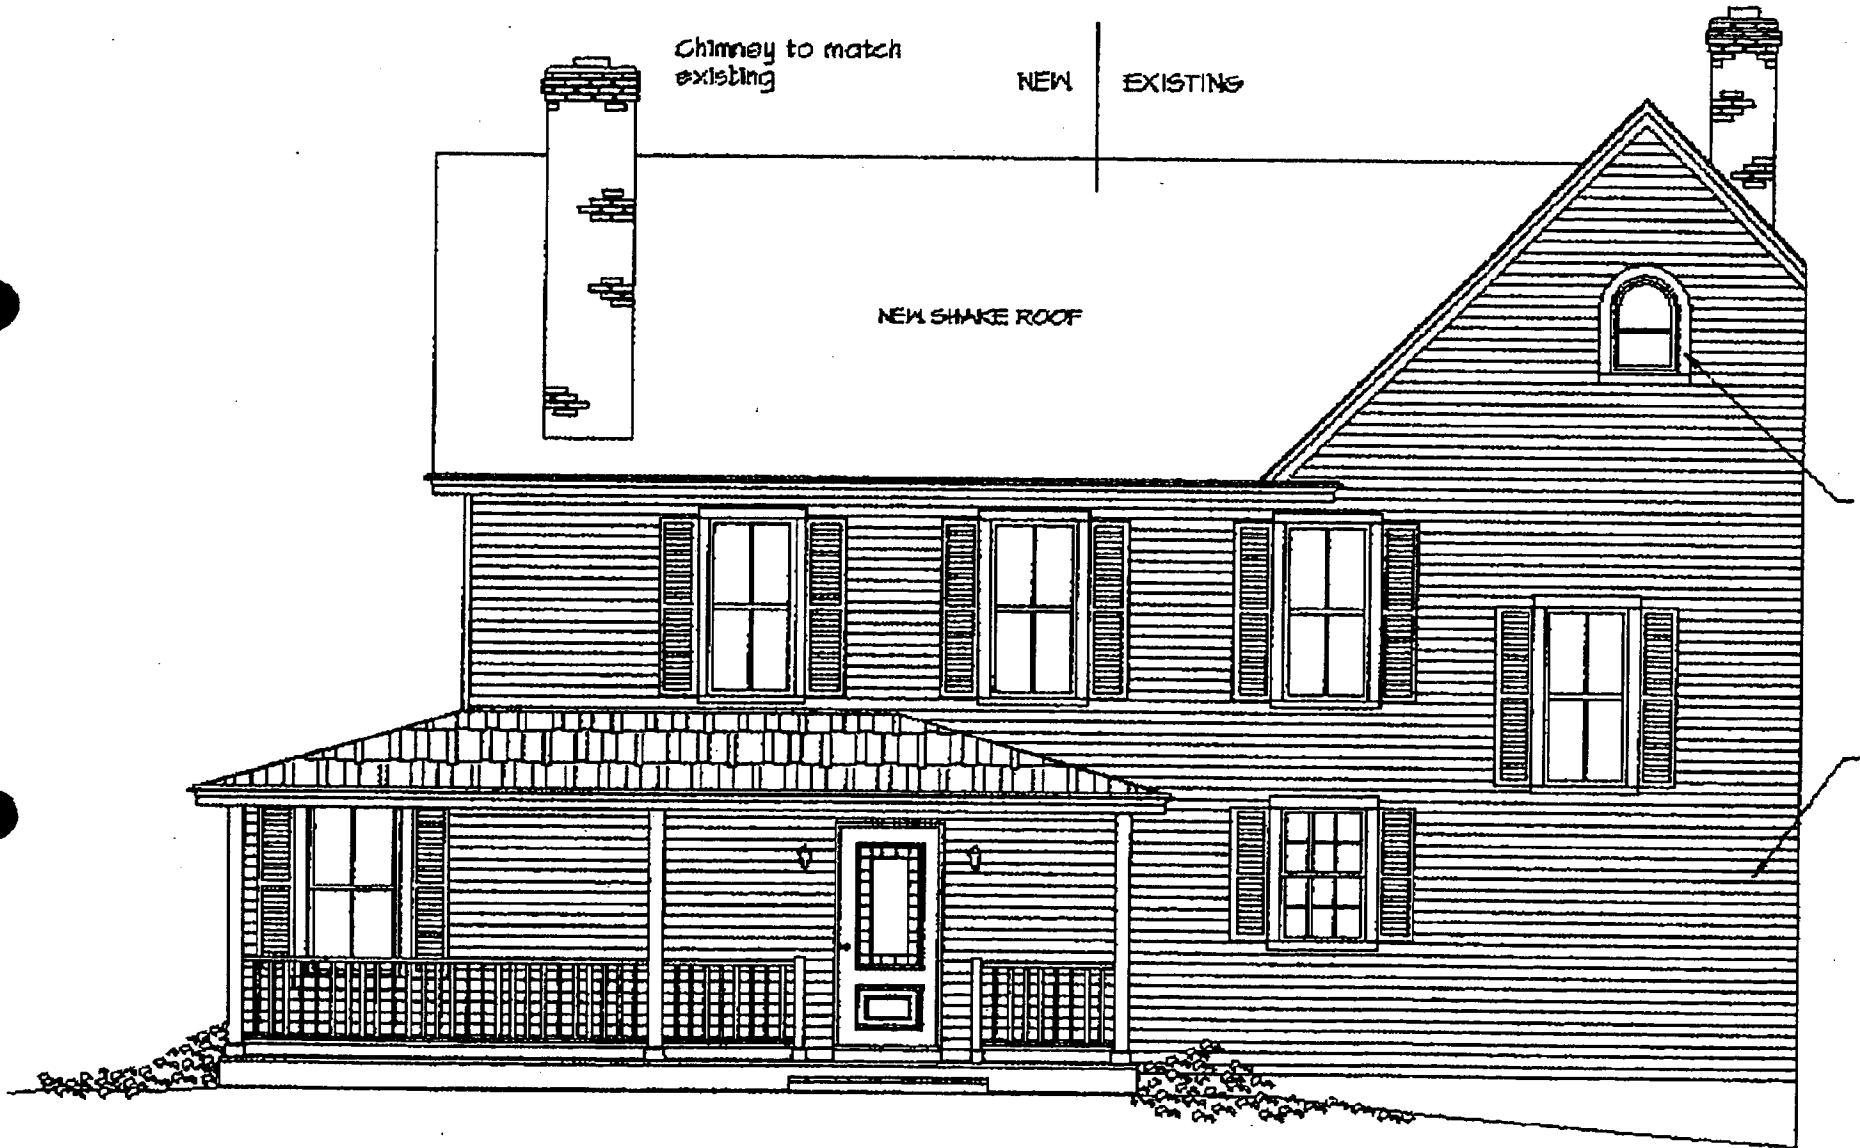 Chimney to match
existing
NEW
EXISTING
NEW SHAKE ROOF